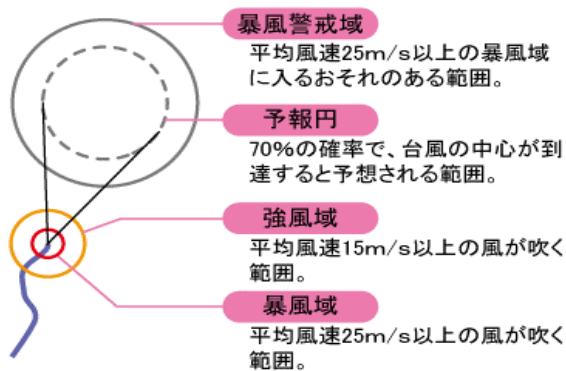 暴風警戒域
平均風速25m/s以上の暴風域
に入るおそれのある範囲。
予報円
70%の確率で、台風の中心が到
達すると予想される範囲。
強風域
平均風速15m/s以上の風が吹く
範囲。
暴風域
平均風速25m/s以上の風が吹く
範囲。